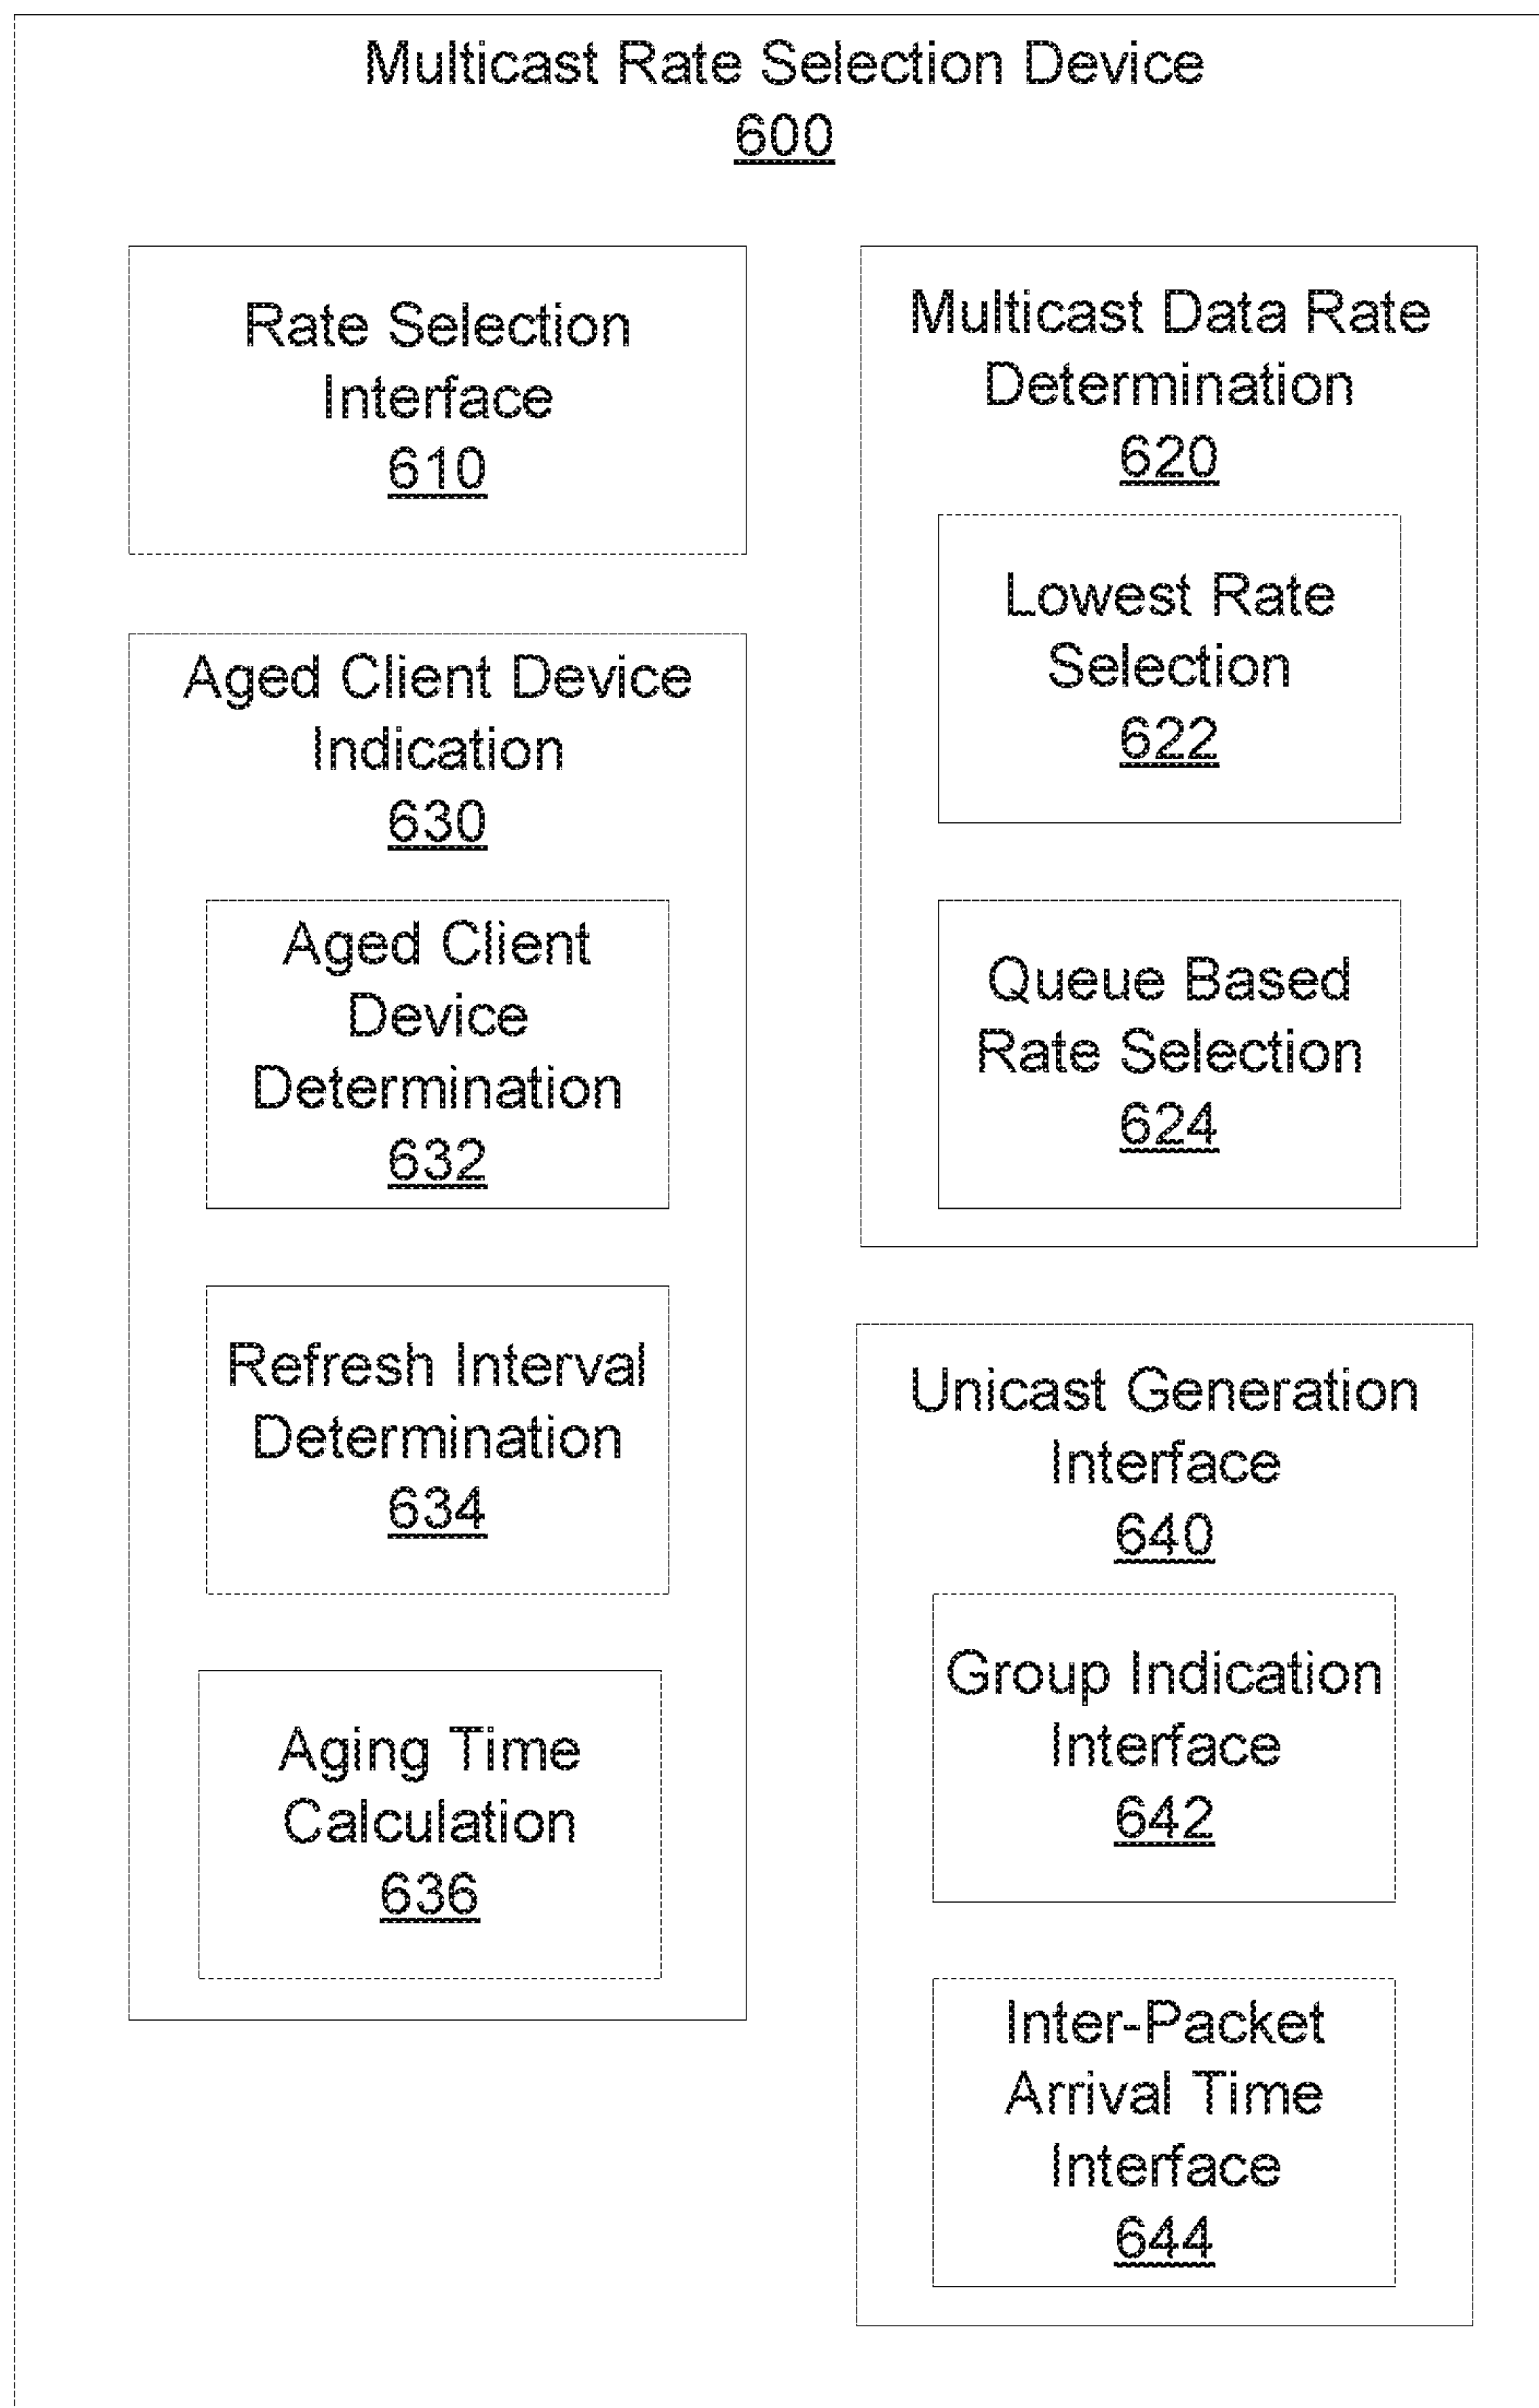 Multicast Rate Selection Device
600
Rate Selection
Interface
610
Multicast Data Rate
Determination
620
Lowest Rate
Selection
622
Queue Based
Rate Selection
624
Aged Client Device
Indication
630
Aged Client
Device
Determination
632
Refresh Interval
Determination
634
Aging Time
Calculation
636
Unicast Generation
Interface
640
Group Indication
Interface
642
Inter-Packet
Arrival Time
Interface
644